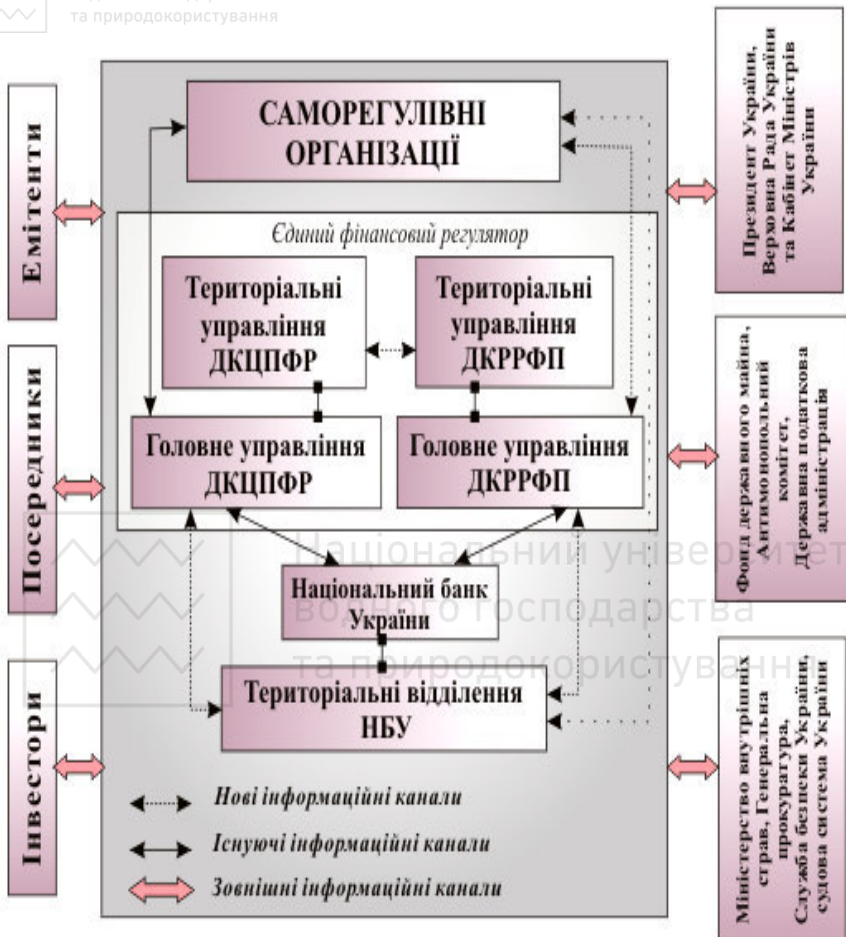 та природокористування
Емітенти
Посередники
Інвестори
САМОРЕГУЛІВНІ
ОРГАНІЗАЦІЇ
Єдиний фінансовий регулятор
Територіальні
управління
ДКЦПФР
Територіальні
управління
ДКРРФП
Головне управління
ДКЦПФР
Головне управління
ДКРРФП
Національний університет
водного господарства
та природокористування
Національний банк
України
Територіальні відділення
НБУ
Нові інформаційні канали
Існуючі інформаційні канали
Зовнішні інформаційні канали
Президент України,
Верховна Рада України
та Кабінет Міністрів
України
Фонд державного майна,
Антимонопольний
комітет,
Державна податкова
адміністрація
Міністерство внутрішніх
страв, Генеральна
прокуратура,
Служба безпеки України,
судова система України